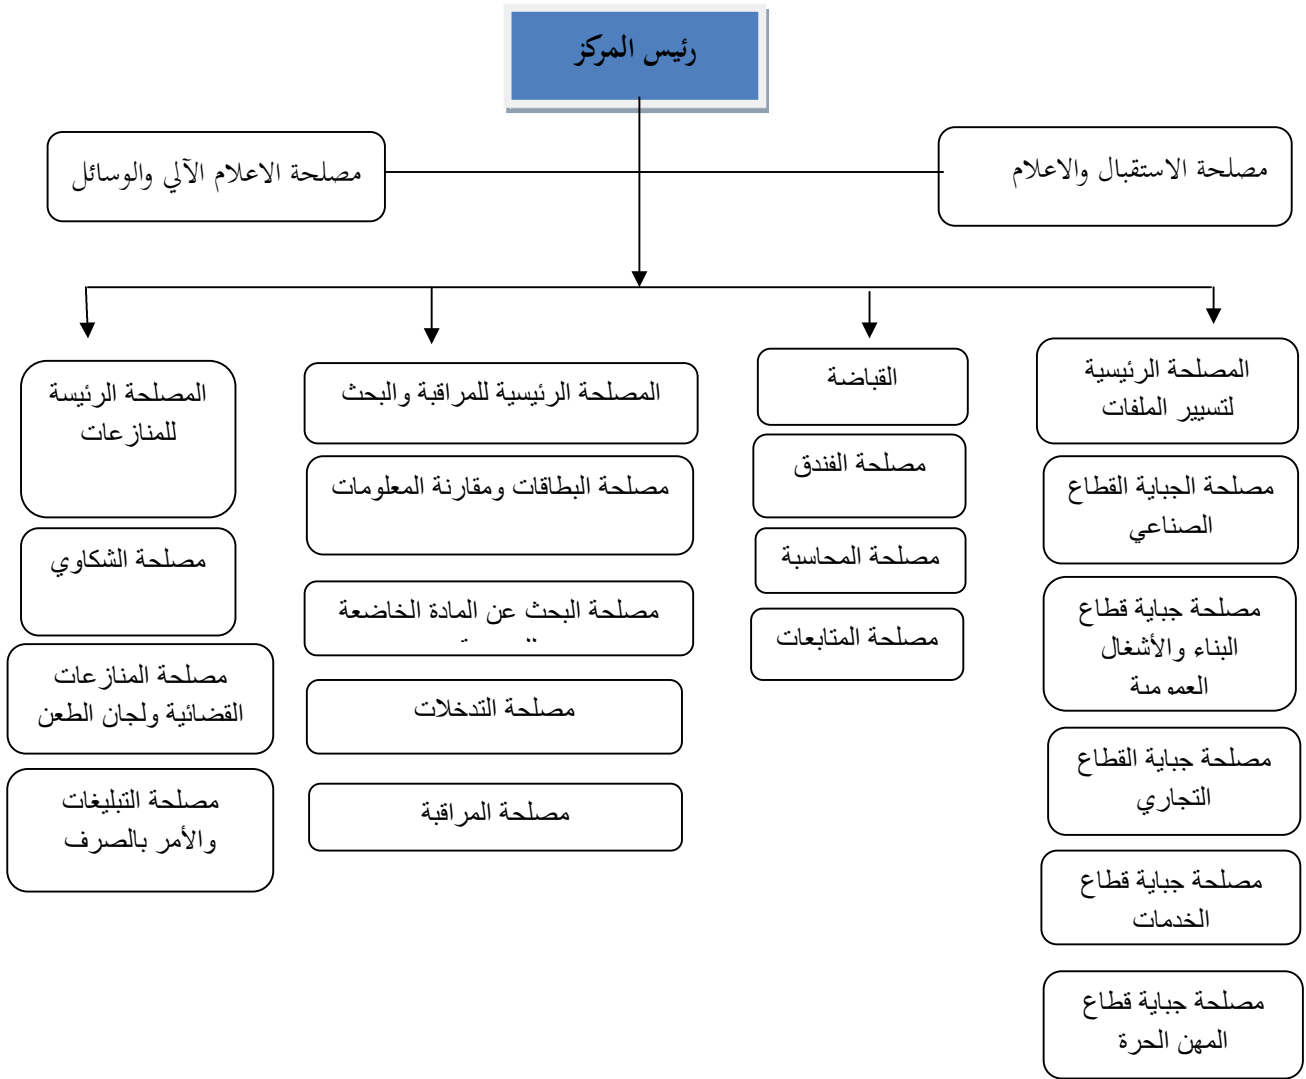 رئيس المركز
مصلحة الاستقبال والاعلام
مصلحة الاعلام الآلي والوسائل
المصلحة الرئيسية
لتسيير الملفات
مصلحة الجباية القطاع
الصناعي
مصلحة جباية قطاع
البناء والأشغال
العمومية
مصلحة جباية القطاع
التجاري
مصلحة جباية قطاع
الخدمات
مصلحة جباية قطاع
المهن الحرة
القباضة
مصلحة الفندق
مصلحة المحاسبة
مصلحة المتابعات
المصلحة الرئيسية للمراقبة والبحث
مصلحة البطاقات ومقارنة المعلومات
مصلحة البحث عن المادة الخاضعة
مصلحة التدخلات
مصلحة المراقبة
المصلحة الرئيسة
للمنازعات
مصلحة الشكاوي
مصلحة المنازعات
القضائية ولجان الطعن
مصلحة التبليغات
والأمر بالصرف